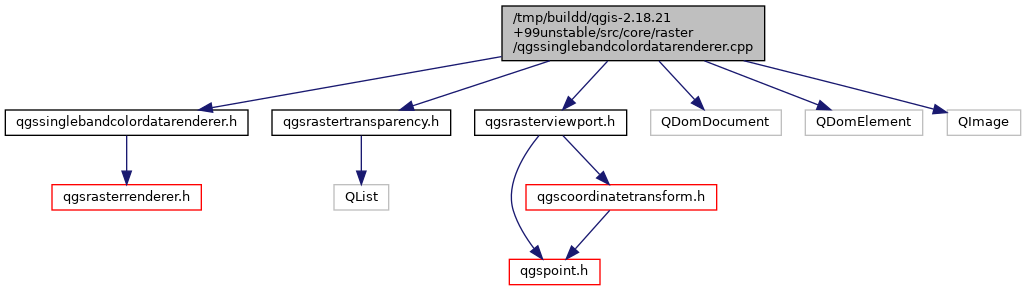 /tmp/buildd/qgis-2.18.21
+99unstable/src/core/raster
/qgssinglebandcolordatarenderer.cpp
qgssinglebandcolordatarenderer.h
qgsrastertransparency.h
qgsrasterviewport.h
QDomDocument
QDomElement
QImage
qgsrasterrenderer.h
QList
qgscoordinatetransform.h
qgspoint.h